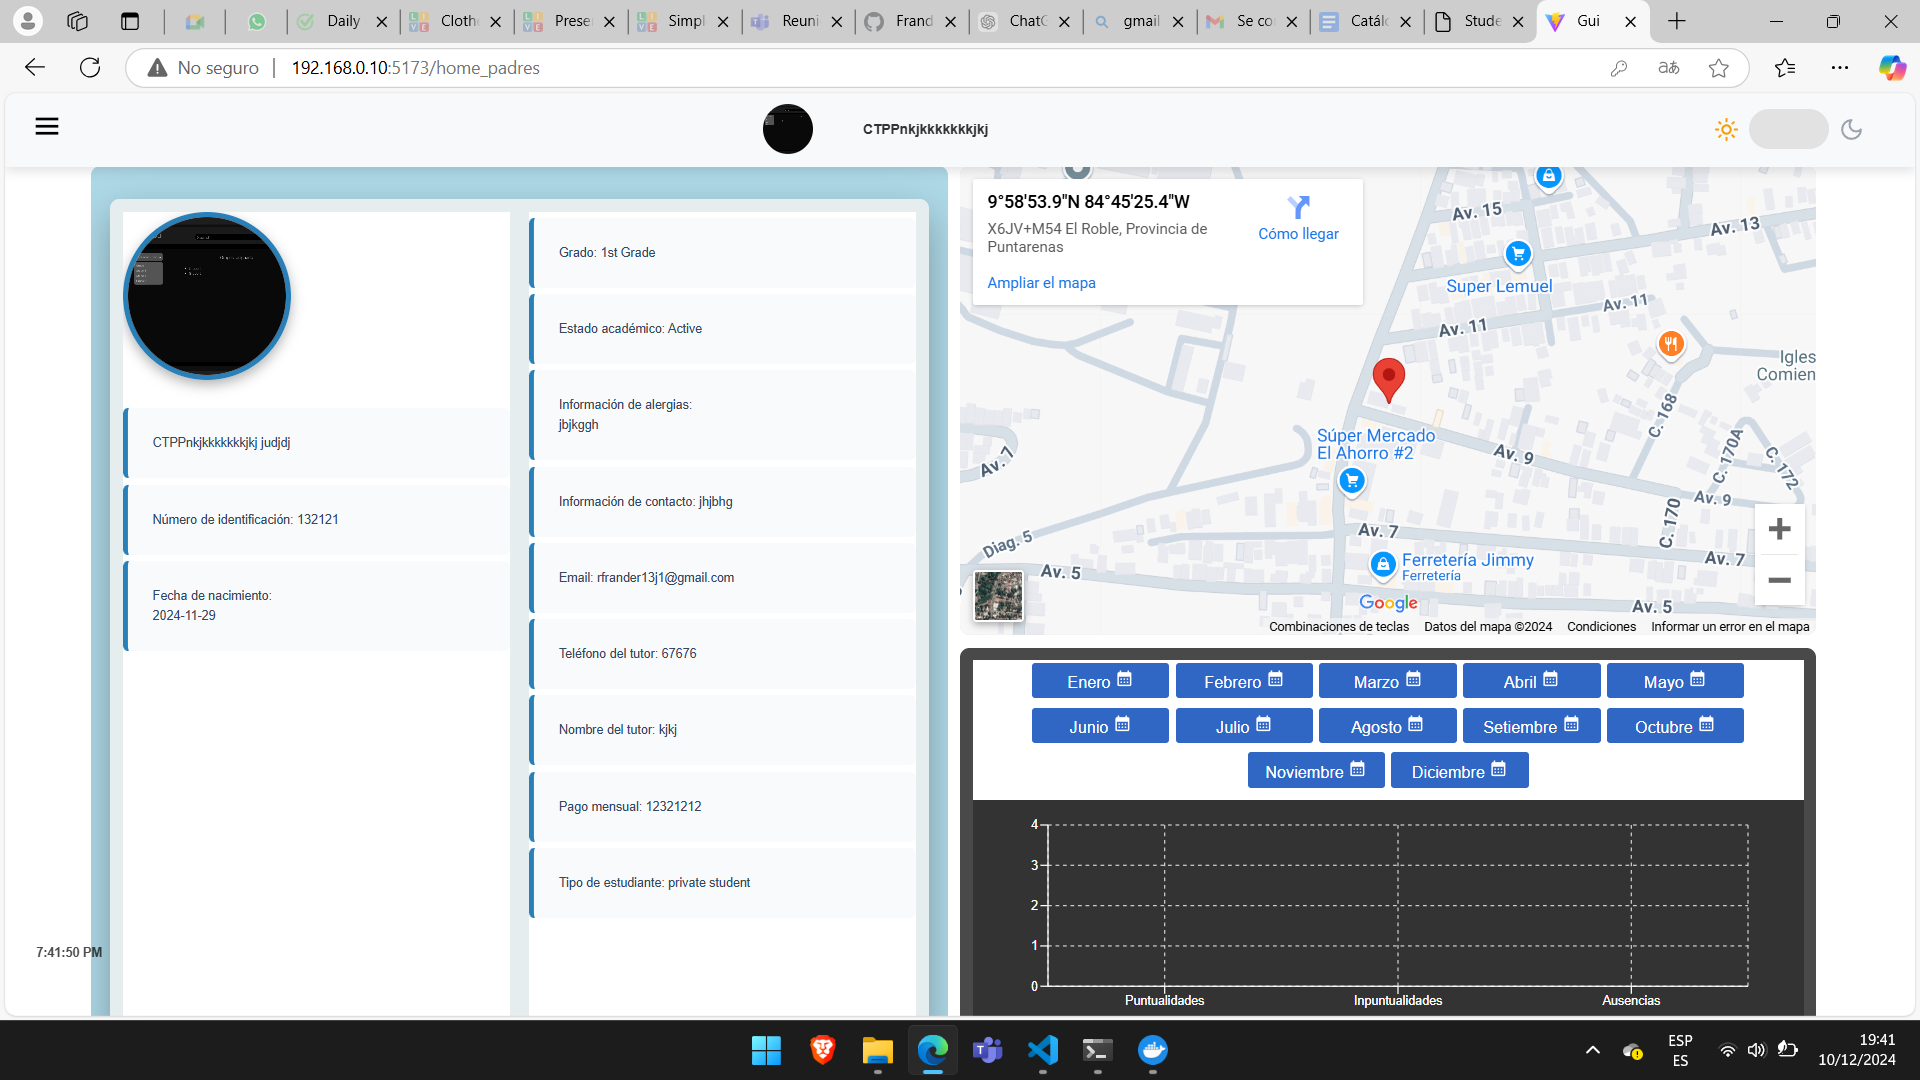 Daily
Clothe
Prese
Simpl
Reuni
Frand
ChatG
gmail
Se co
Catálo
Stude
Gui
No seguro
192.168.0.10:5173/home_padres
CTPPnkjkkkkkkkjkj
Grado: 1st Grade
Estado académico: Active
Información de alergias:
jbjkggh
Información de contacto: jhjbhg
Email: rfrander13j1@gmail.com
Teléfono del tutor: 67676
Nombre del tutor: kjkj
Pago mensual: 12321212
Tipo de estudiante: private student
CTPPnkjkkkkkkkjkj judjdj
Número de identificación: 132121
Fecha de nacimiento:
2024-11-29
7:41:50 PM
9°58'53.9"N 84°45'25.4"W
X6JV+M54 El Roble, Provincia de
Puntarenas
Ampliar el mapa
Cómo llegar
Av. 15
Av. 13
Super Lemuel
Av. 11
Av. 11
Igles
Comien
C. 168
Súper Mercado
El Ahorro #2
Av. 9
C. 170A
C. 172
Av. 7
Av. 9
C. 170
Diag. 5
Av. 7
Av. 7
Ferretería Jimmy
Ferretería
Av. 5
Google
Av. 5
Combinaciones de teclas
Datos del mapa ©2024
Condiciones
Informar un error en el mapa
Enero
Febrero
Marzo
Abril
Mayo
Junio
Julio
Agosto
Setiembre
Octubre
Noviembre
Diciembre
4
3
2
1
0
Puntualidades
Inpuntualidades
Ausencias
ESP
ES
19:41
10/12/2024